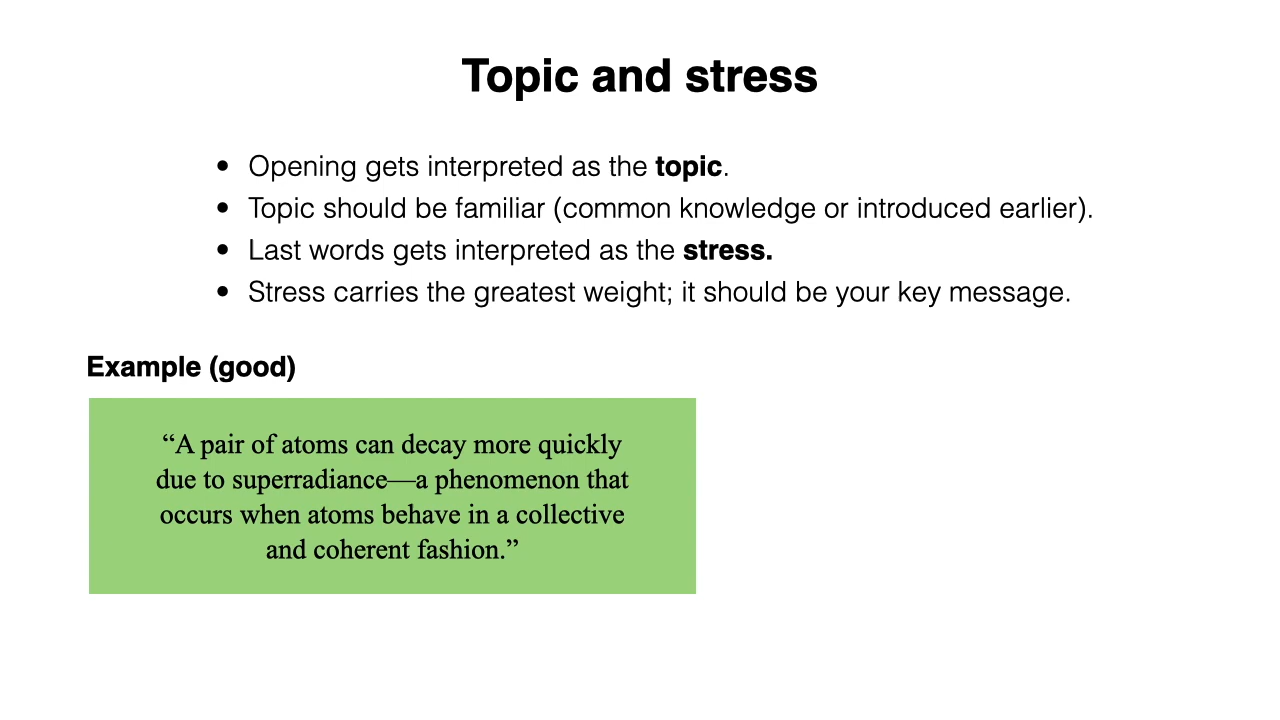 Topic and stress
• Opening gets interpreted as the topic.
• Topic should be familiar (common knowledge or introduced earlier).
• Last words gets interpreted as the stress.
• Stress carries the greatest weight; it should be your key message.
Example (good)
“A pair of atoms can decay more quickly
due to superradiance—a phenomenon that
occurs when atoms behave in a collective
and coherent fashion.”